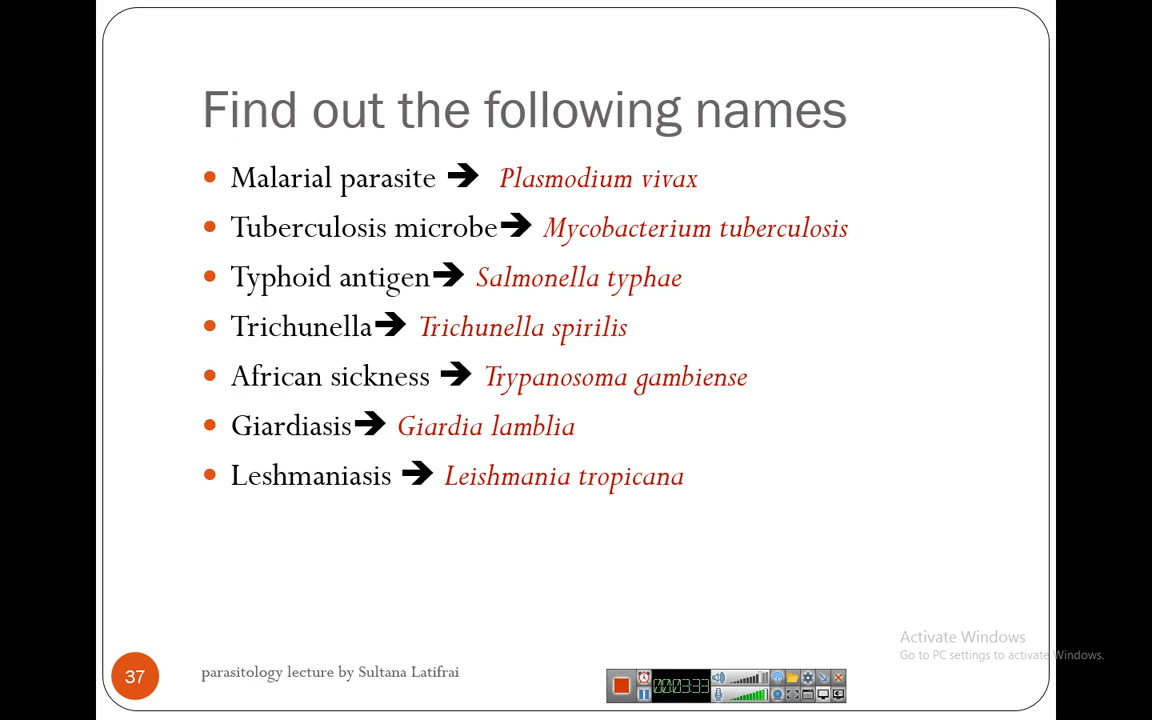 Find out the following names
• Malarial parasite ➔ Plasmodium vivax
• Tuberculosis microbe➔ Mycobacterium tuberculosis
• Typhoid antigen➔ Salmonella typhae
• Trichunella➔ Trichunella spirilis
• African sickness ➔ Trypanosoma gambiense
• Giardiasis➔ Giardia lamblia
• Leshmaniasis ➔ Leishmania tropicana
Activate Windows
Go to PC settings to activate Windows.
37
parasitology lecture by Sultana Latifrai